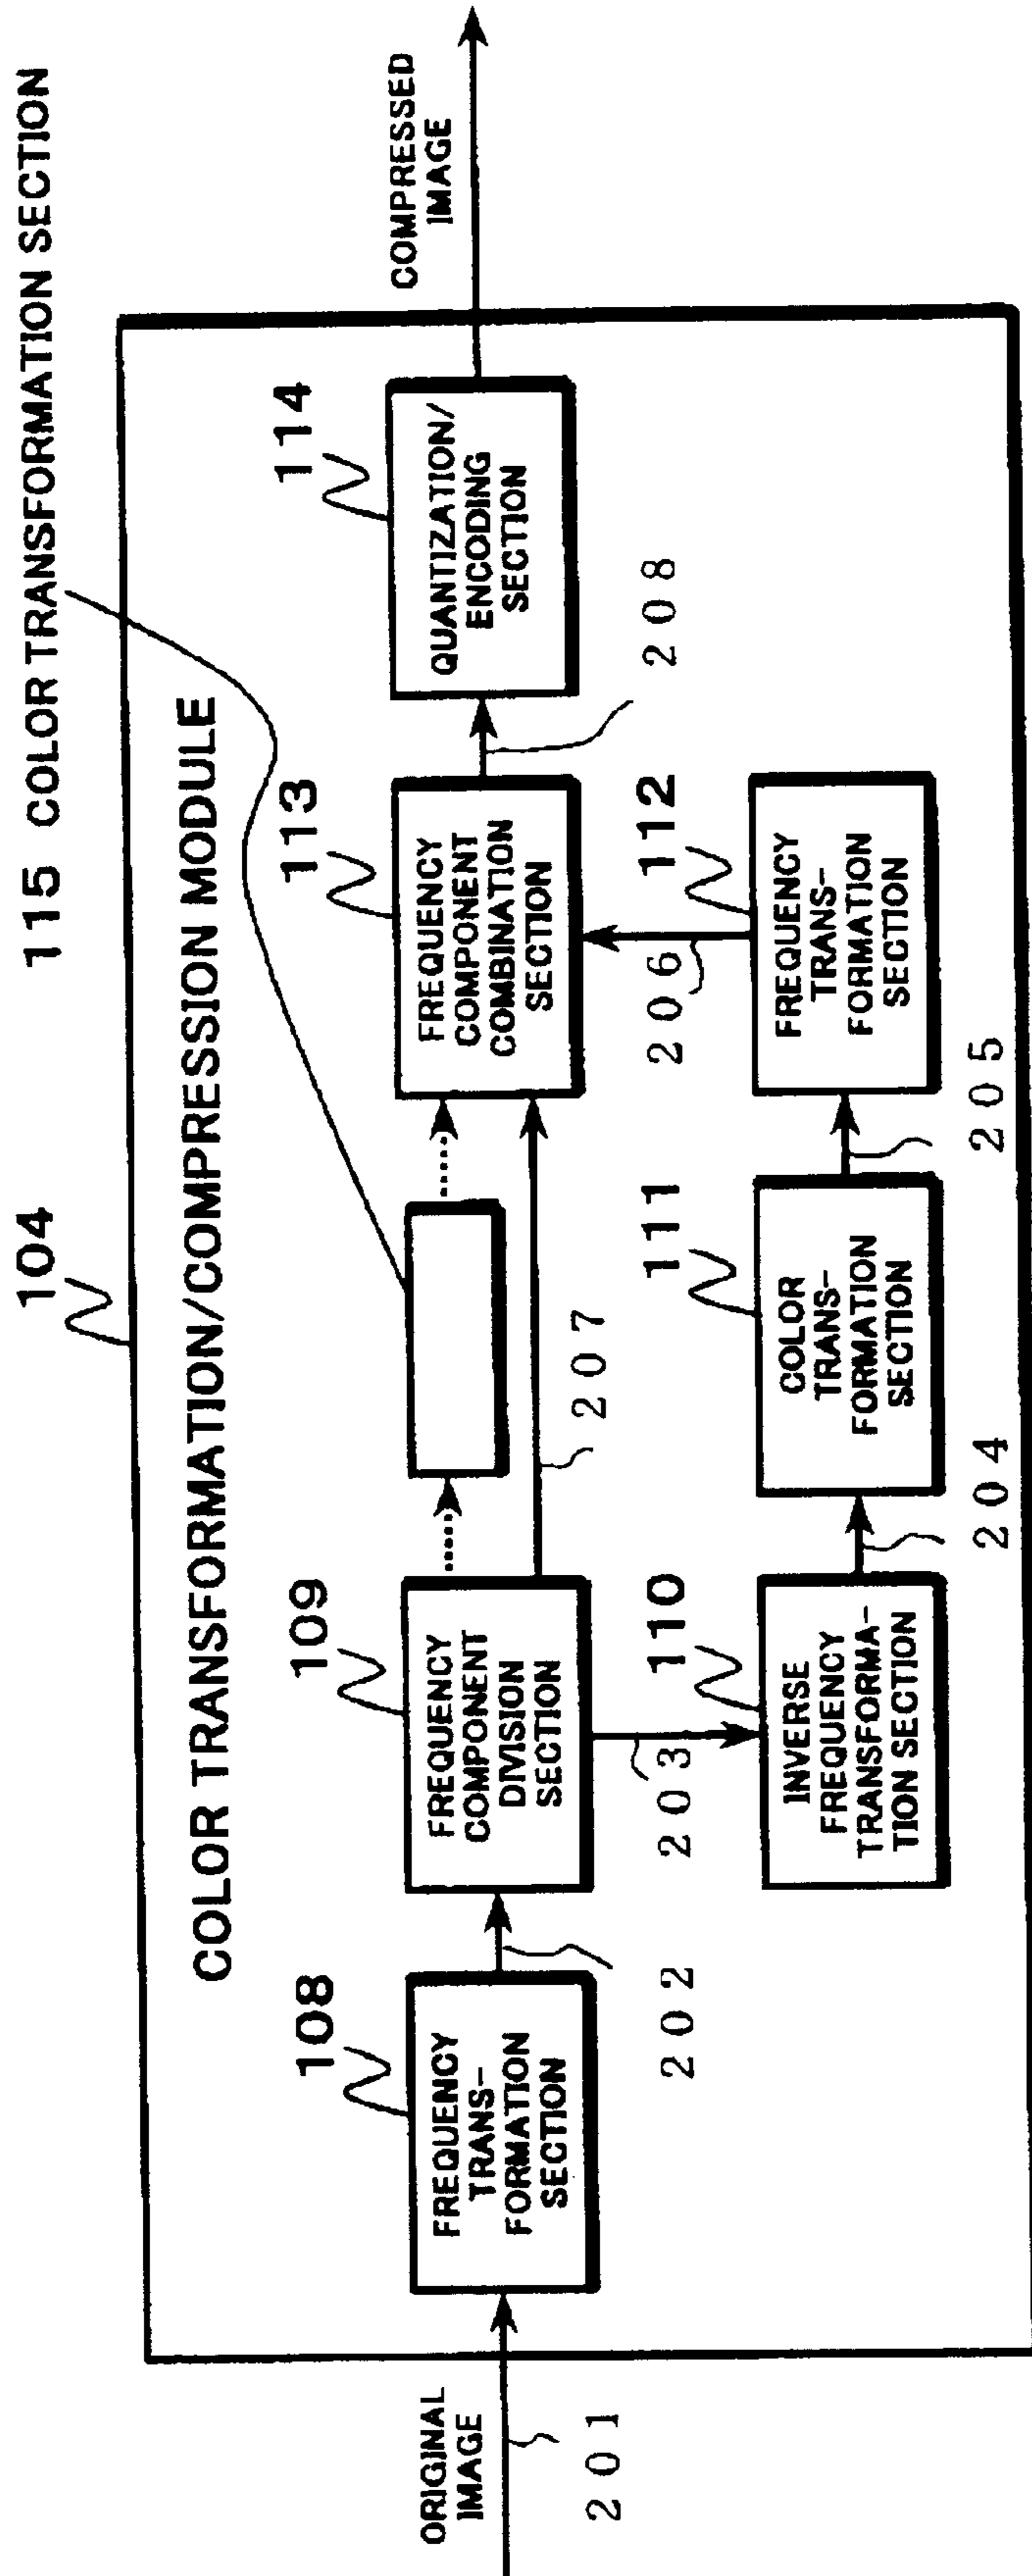 115 COLOR TRANSFORMATION SECTION
104
COLOR TRANSFORMATION/COMPRESSION MODULE
ORIGINAL
IMAGE
201
108
FREQUENCY
TRANS-
FORMATION
SECTION
202
109
FREQUENCY
COMPONENT
DIVISION
SECTION
203
207
113
FREQUENCY
COMPONENT
COMBINATION
SECTION
208
114
QUANTIZATION/
ENCODING
SECTION
COMPRESSED
IMAGE
110
INVERSE
FREQUENCY
TRANSFORMA-
TION SECTION
204
111
COLOR
TRANS-
FORMATION
SECTION
205
112
FREQUENCY
TRANS-
FORMATION
SECTION
206